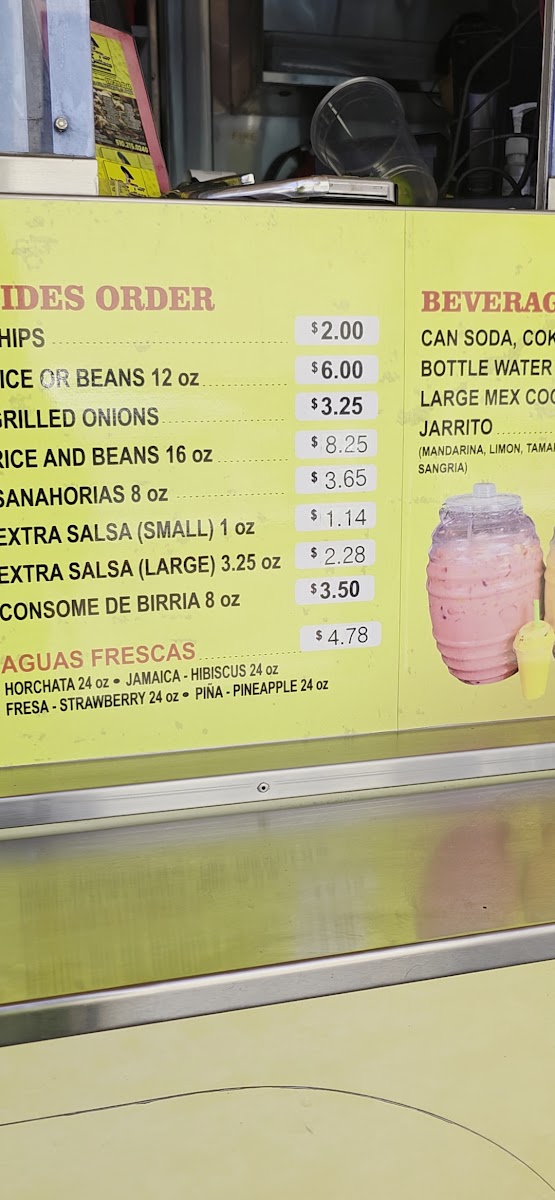 IDES ORDER
HIPS $2.00
ICE OR BEANS 12 oz $6.00
GRILLED ONIONS $3.25
RICE AND BEANS 16 oz $8.25
SANAHORIAS 8 oz $3.65
EXTRA SALSA (SMALL) 1 oz $1.14
EXTRA SALSA (LARGE) 3.25 oz $2.28
CONSOME DE BIRRIA 8 oz $3.50
AGUAS FRESCAS $4.78
HORCHATA 24 oz • JAMAICA - HIBISCUS 24 oz
FRESA - STRAWBERRY 24 oz • PIÑA - PINEAPPLE 24 oz
BEVERAG
CAN SODA, COK
BOTTLE WATER
LARGE MEX COC
JARRITO
(MANDARINA, LIMON, TAMA
SANGRIA)